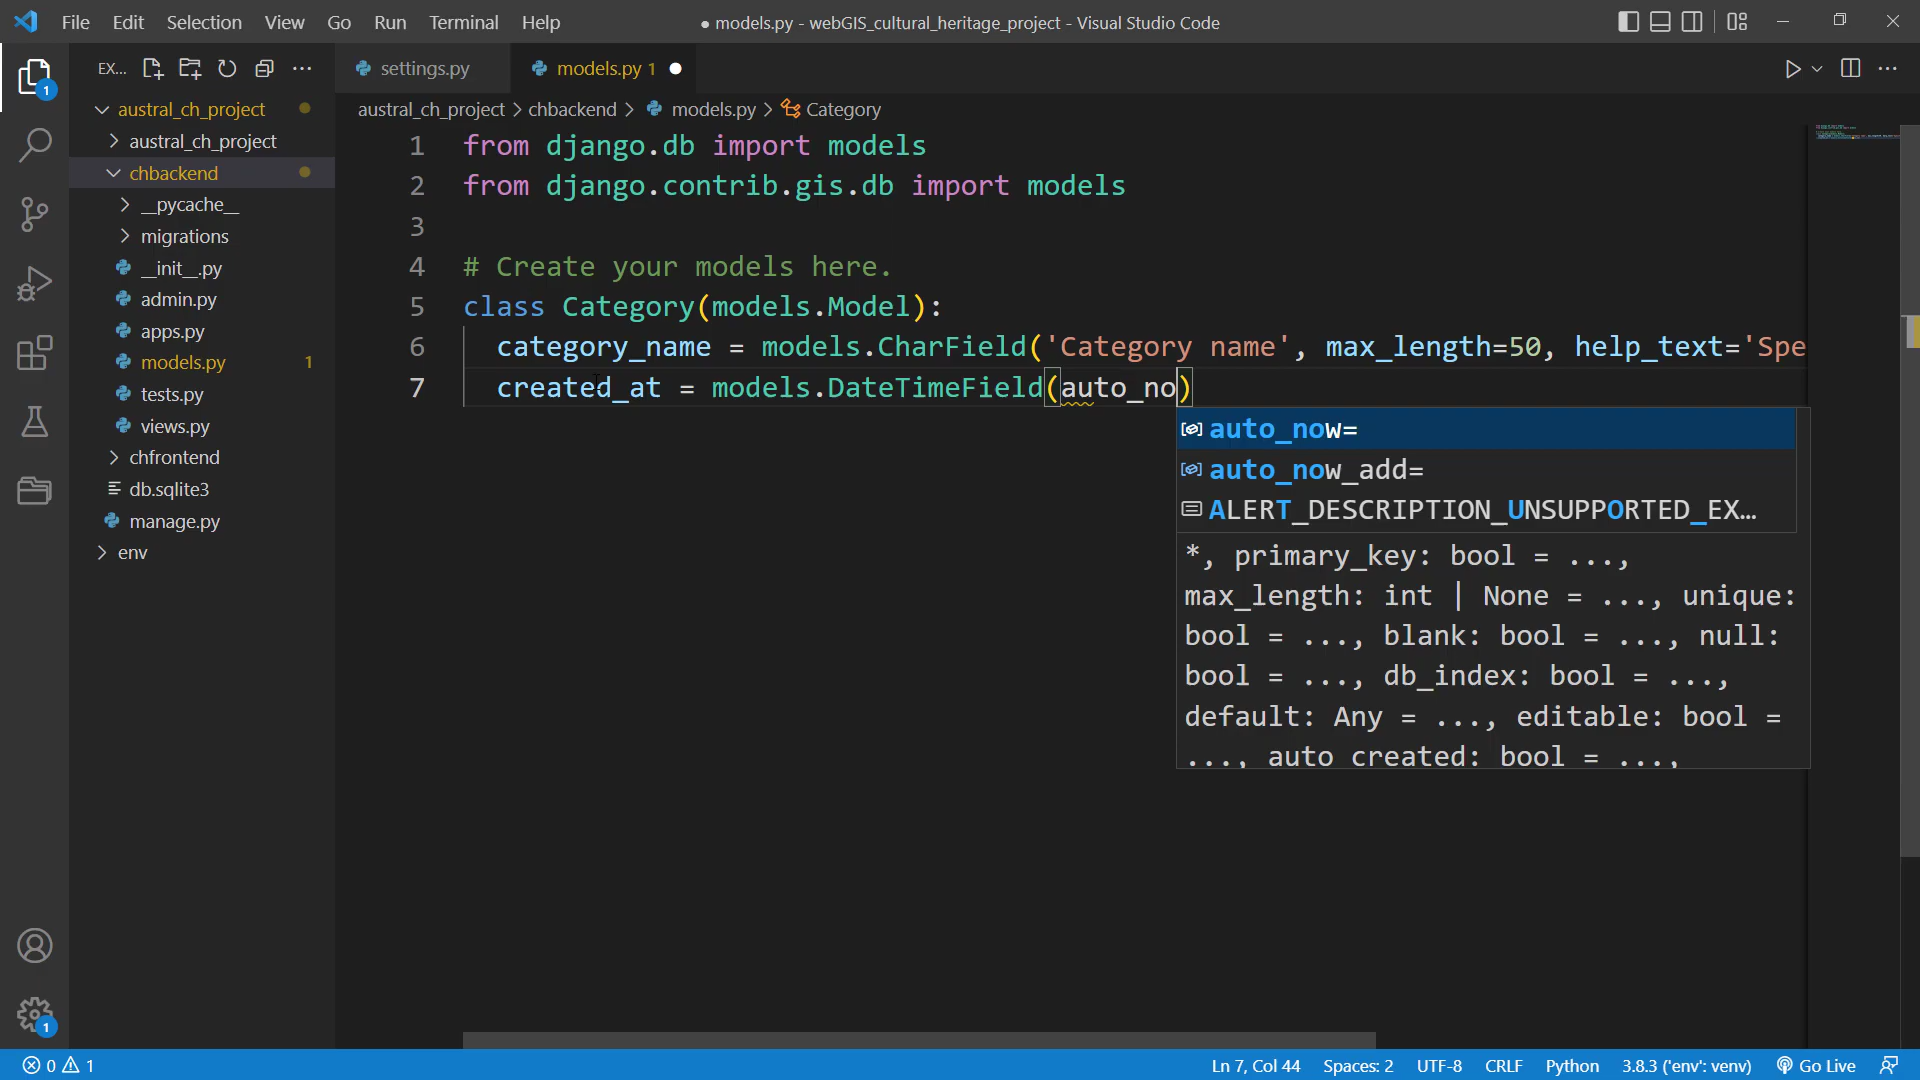 File Edit Selection View Go Run Terminal Help
● models.py - webGIS_cultural_heritage_project - Visual Studio Code
EX...
settings.py
models.py 1
austral_ch_project
austral_ch_project > chbackend > models.py > Category
austral_ch_project
chbackend
__pycache__
migrations
__init__.py
admin.py
apps.py
models.py 1
tests.py
views.py
chfrontend
db.sqlite3
manage.py
env
1 from django.db import models
2 from django.contrib.gis.db import models
3
4 # Create your models here.
5 class Category(models.Model):
6 category_name = models.CharField('Category name', max_length=50, help_text='Spe
7 created_at = models.DateTimeField(auto_no)
auto_now=
auto_now_add=
ALERT_DESCRIPTION_UNSUPPORTED_EX...
*, primary_key: bool = ...,
max_length: int | None = ..., unique:
bool = ..., blank: bool = ..., null:
bool = ..., db_index: bool = ...,
default: Any = ..., editable: bool =
..., auto_created: bool = ...,
1
1
0 1
Ln 7, Col 44 Spaces: 2 UTF-8 CRLF Python 3.8.3 ('env': venv) Go Live